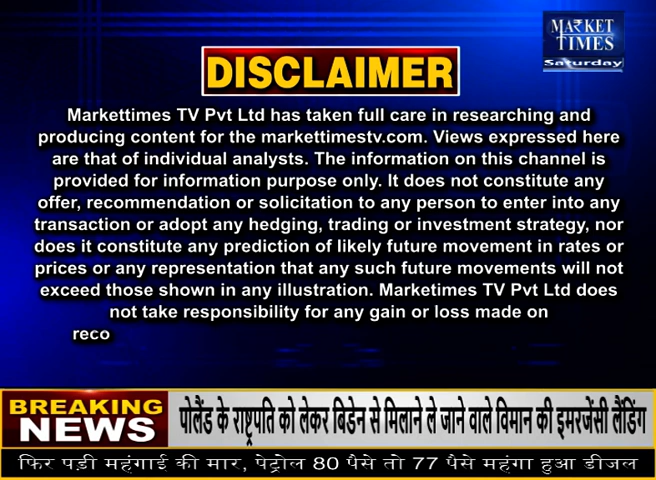 MARKET
TIMES
Saturday
DISCLAIMER
Markettimes TV Pvt Ltd has taken full care in researching and
producing content for the markettimestv.com. Views expressed here
are that of individual analysts. The information on this channel is
provided for information purpose only. It does not constitute any
offer, recommendation or solicitation to any person to enter into any
transaction or adopt any hedging, trading or investment strategy, nor
does it constitute any prediction of likely future movement in rates or
prices or any representation that any such future movements will not
exceed those shown in any illustration. Marketimes TV Pvt Ltd does
not take responsibility for any gain or loss made on
reco
BREAKING
NEWS
पोलैंड के राष्ट्रपति को लेकर बिडेन से मिलाने ले जाने वाले विमान की इमरजेंसी लैंडिंग
फिर पड़ी महंगाई की मार, पेट्रोल 80 पैसे तो 77 पैसे महंगा हुआ डीजल